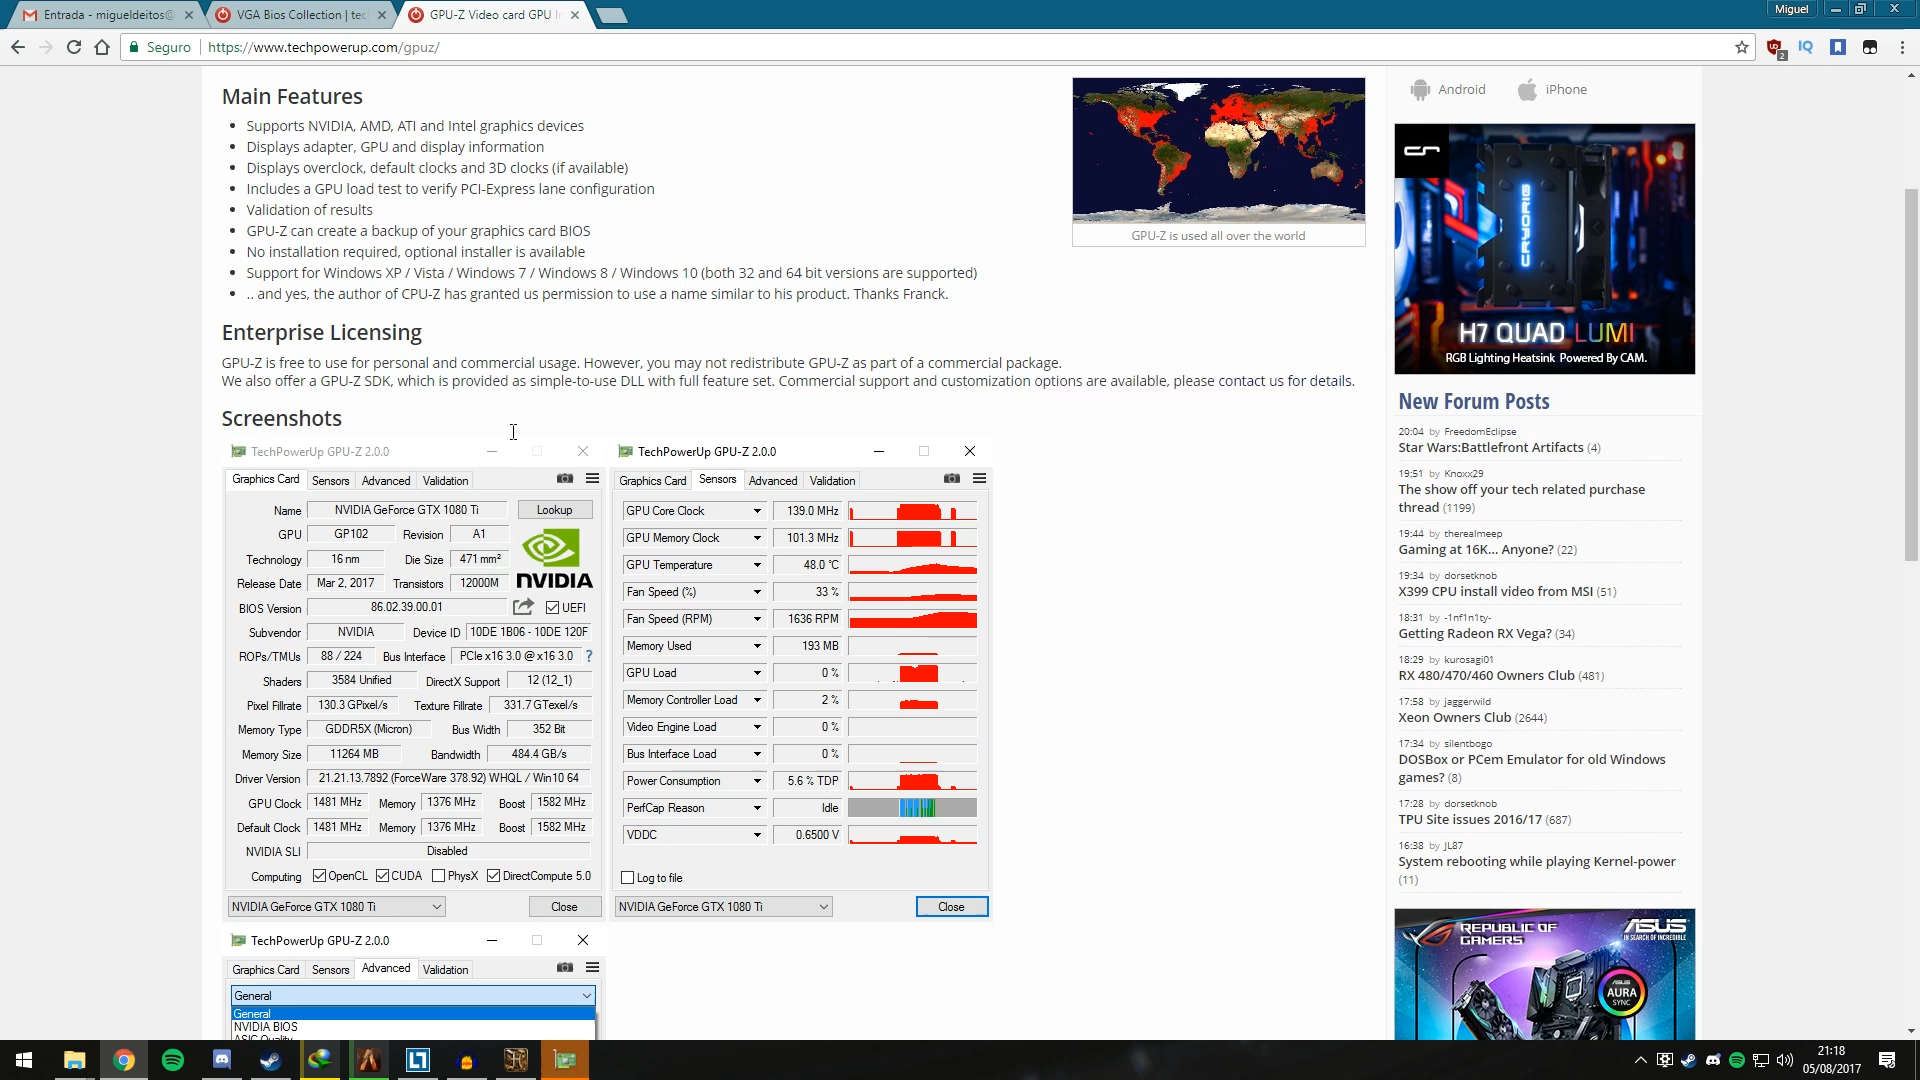 Entrada - migueldeitos@
VGA Bios Collection | tec
GPU-Z Video card GPU I
Miguel
Seguro
https://www.techpowerup.com/gpuz/
2
Main Features
Supports NVIDIA, AMD, ATI and Intel graphics devices
Displays adapter, GPU and display information
Displays overclock, default clocks and 3D clocks (if available)
Includes a GPU load test to verify PCI-Express lane configuration
Validation of results
GPU-Z can create a backup of your graphics card BIOS
No installation required, optional installer is available
Support for Windows XP / Vista / Windows 7 / Windows 8 / Windows 10 (both 32 and 64 bit versions are supported)
.. and yes, the author of CPU-Z has granted us permission to use a name similar to his product. Thanks Franck.
GPU-Z is used all over the world
Enterprise Licensing
GPU-Z is free to use for personal and commercial usage. However, you may not redistribute GPU-Z as part of a commercial package.
We also offer a GPU-Z SDK, which is provided as simple-to-use DLL with full feature set. Commercial support and customization options are available, please contact us for details.
Screenshots
TechPowerUp GPU-Z 2.0.0
Graphics Card Sensors Advanced Validation
Name NVIDIA GeForce GTX 1080 Ti Lookup
GPU GP102 Revision A1
Technology 16 nm Die Size 471 mm²
Release Date Mar 2, 2017 Transistors 12000M
NVIDIA
BIOS Version 86.02.39.00.01 UEFI
Subvendor NVIDIA Device ID 10DE 1B06 - 10DE 120F
ROPs/TMUs 88 / 224 Bus Interface PCIe x16 3.0 @ x16 3.0 ?
Shaders 3584 Unified DirectX Support 12 (12_1)
Pixel Fillrate 130.3 GPixel/s Texture Fillrate 331.7 GTexel/s
Memory Type GDDR5X (Micron) Bus Width 352 Bit
Memory Size 11264 MB Bandwidth 484.4 GB/s
Driver Version 21.21.13.7892 (ForceWare 378.92) WHQL / Win10 64
GPU Clock 1481 MHz Memory 1376 MHz Boost 1582 MHz
Default Clock 1481 MHz Memory 1376 MHz Boost 1582 MHz
NVIDIA SLI Disabled
Computing OpenCL CUDA PhysX DirectCompute 5.0
NVIDIA GeForce GTX 1080 Ti Close
TechPowerUp GPU-Z 2.0.0
Graphics Card Sensors Advanced Validation
GPU Core Clock 139.0 MHz
GPU Memory Clock 101.3 MHz
GPU Temperature 48.0 °C
Fan Speed (%) 33 %
Fan Speed (RPM) 1636 RPM
Memory Used 193 MB
GPU Load 0 %
Memory Controller Load 2 %
Video Engine Load 0 %
Bus Interface Load 0 %
Power Consumption 5.6 % TDP
PerfCap Reason Idle
VDDC 0.6500 V
Log to file
NVIDIA GeForce GTX 1080 Ti Close
TechPowerUp GPU-Z 2.0.0
Graphics Card Sensors Advanced Validation
General
General
NVIDIA BIOS
ASIC Quality
Android iPhone
CRYORIG
H7 QUAD LUMI
RGB Lighting Heatsink Powered By CAM.
New Forum Posts
20:04 by FreedomEclipse
Star Wars:Battlefront Artifacts (4)
19:51 by Knoxx29
The show off your tech related purchase
thread (1199)
19:44 by therealmeep
Gaming at 16K... Anyone? (22)
19:34 by dorsetknob
X399 CPU install video from MSI (51)
18:31 by -1nf1n1ty-
Getting Radeon RX Vega? (34)
18:29 by kurosagi01
RX 480/470/460 Owners Club (481)
17:58 by jaggerwild
Xeon Owners Club (2644)
17:34 by silentbogo
DOSBox or PCem Emulator for old Windows
games? (8)
17:28 by dorsetknob
TPU Site issues 2016/17 (687)
16:38 by JL87
System rebooting while playing Kernel-power
(11)
REPUBLIC OF
GAMERS
ASUS
IN SEARCH OF INCREDIBLE
ASUS
AURA
SYNC
21:18
05/08/2017